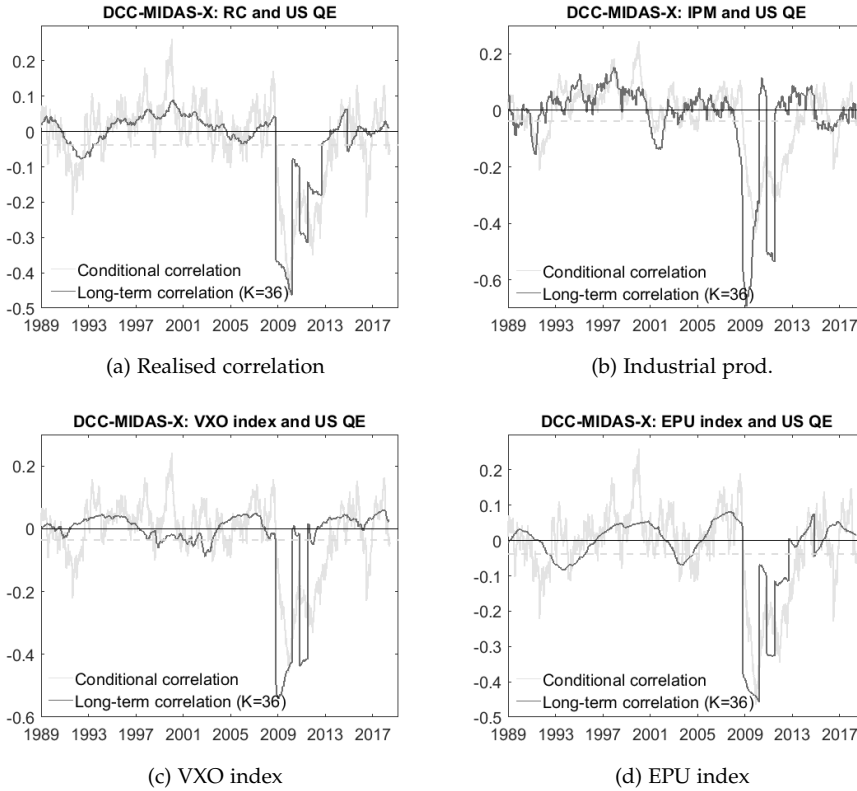 DCC-MIDAS-X: RC and US QE
0.2
0.1
0
-0.1
-0.2
-0.3
-0.4
-0.5
Conditional correlation
Long-term correlation (K=36)
1989 1993 1997 2001 2005 2009 2013 2017
(a) Realised correlation
DCC-MIDAS-X: IPM and US QE
0.2
0
-0.2
-0.4
-0.6
Conditional correlation
Long-term correlation (K=36)
1989 1993 1997 2001 2005 2009 2013 2017
(b) Industrial prod.
DCC-MIDAS-X: VXO index and US QE
0.2
0
-0.2
-0.4
-0.6
Conditional correlation
Long-term correlation (K=36)
1989 1993 1997 2001 2005 2009 2013 2017
(c) VXO index
DCC-MIDAS-X: EPU index and US QE
0.2
0.1
0
-0.1
-0.2
-0.3
-0.4
-0.5
Conditional correlation
Long-term correlation (K=36)
1989 1993 1997 2001 2005 2009 2013 2017
(d) EPU index